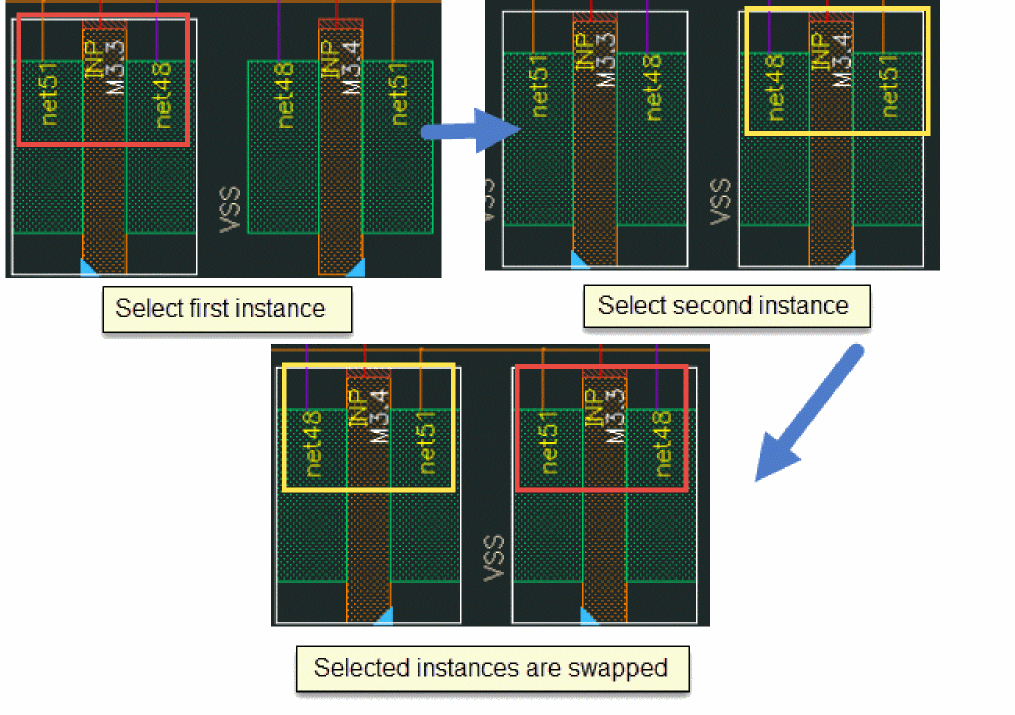 net51
INP
M3.3
net48
VSS
net48
INP
M3.4
net51
Select first instance
VSS
net51
INP
M3.3
net48
VSS
net48
INP
M3.4
net51
Select second instance
net48
INP
M3.4
net51
VSS
net51
INP
M3.3
net48
Selected instances are swapped